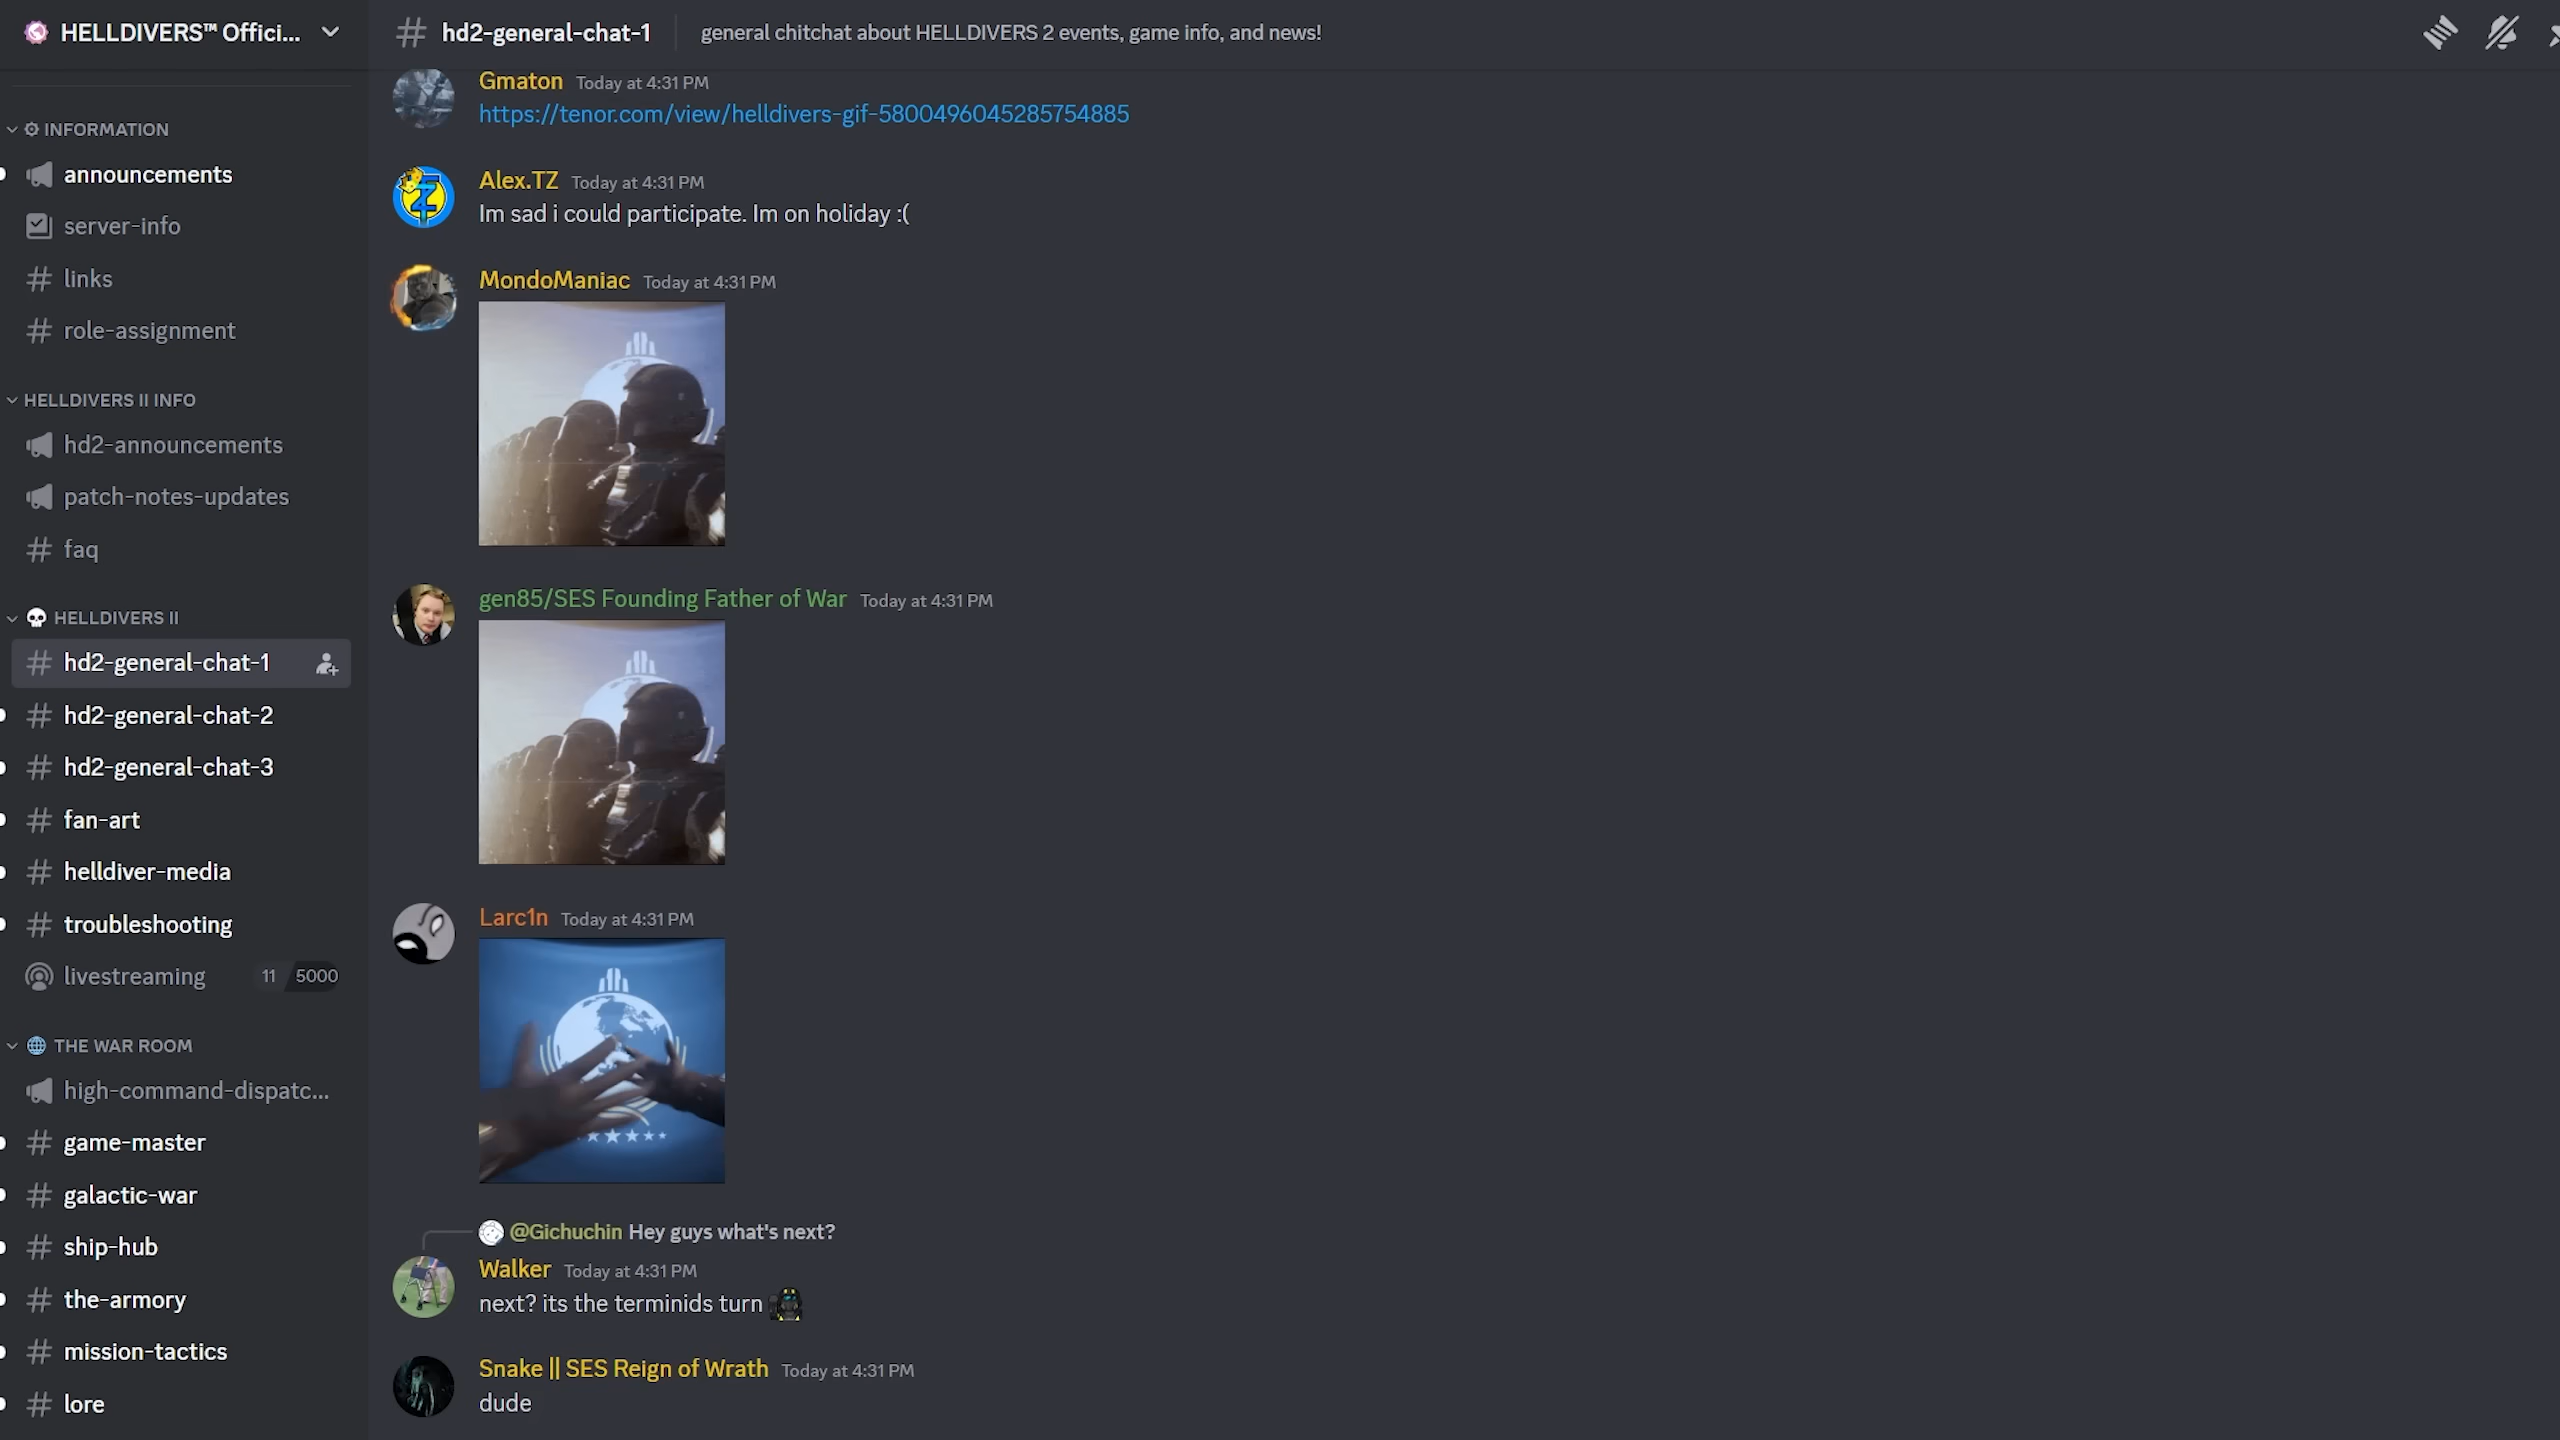 HELLDIVERS™ Offici...
INFORMATION
announcements
server-info
links
role-assignment
HELLDIVERS II INFO
hd2-announcements
patch-notes-updates
faq
HELLDIVERS II
hd2-general-chat-1
hd2-general-chat-2
hd2-general-chat-3
fan-art
helldiver-media
troubleshooting
livestreaming 11 5000
THE WAR ROOM
high-command-dispatc...
game-master
galactic-war
ship-hub
the-armory
mission-tactics
lore
hd2-general-chat-1 general chitchat about HELLDIVERS 2 events, game info, and news!
Gmaton Today at 4:31 PM
https://tenor.com/view/helldivers-gif-5800496045285754885
Alex.TZ Today at 4:31 PM
Im sad i could participate. Im on holiday :(
MondoManiac Today at 4:31 PM
gen85/SES Founding Father of War Today at 4:31 PM
Larc1n Today at 4:31 PM
@Gichuchin Hey guys what's next?
Walker Today at 4:31 PM
next? its the terminids turn
Snake || SES Reign of Wrath Today at 4:31 PM
dude